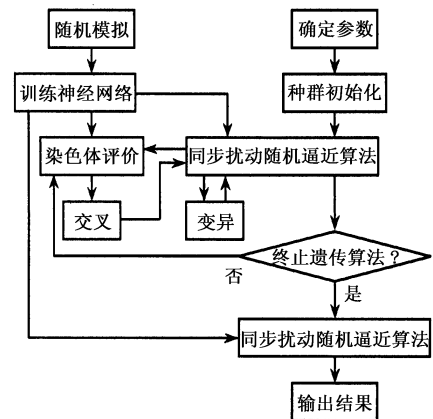 随机模拟
确定参数
训练神经网络
种群初始化
染色体评价
同步扰动随机逼近算法
交叉
变异
终止遗传算法？
否
是
同步扰动随机逼近算法
输出结果